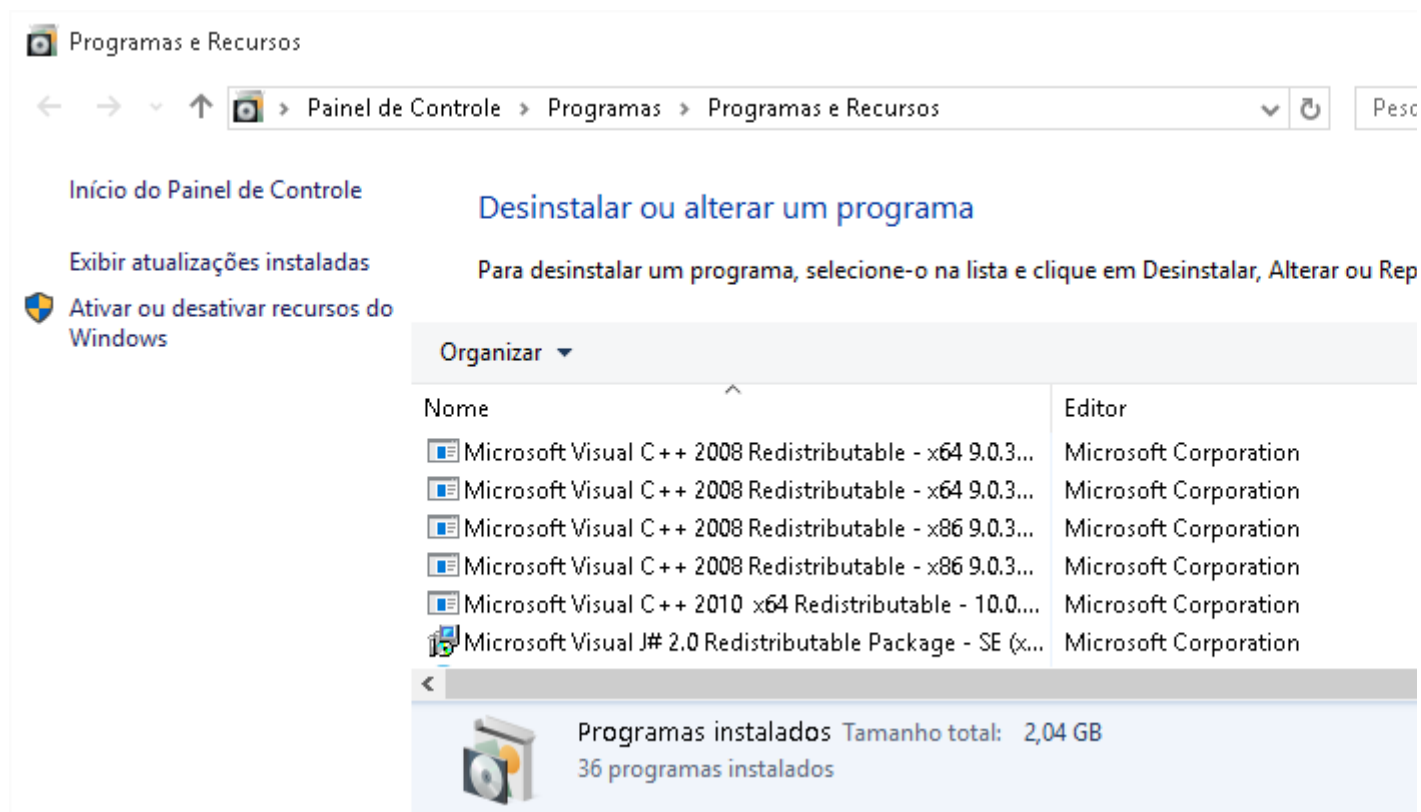 Programas e Recursos
Painel de Controle > Programas > Programas e Recursos
Pesq
Início do Painel de Controle
Exibir atualizações instaladas
Ativar ou desativar recursos do
Windows
Desinstalar ou alterar um programa
Para desinstalar um programa, selecione-o na lista e clique em Desinstalar, Alterar ou Rep
Organizar
Nome Editor
Microsoft Visual C++ 2008 Redistributable - x64 9.0.3... Microsoft Corporation
Microsoft Visual C++ 2008 Redistributable - x64 9.0.3... Microsoft Corporation
Microsoft Visual C++ 2008 Redistributable - x86 9.0.3... Microsoft Corporation
Microsoft Visual C++ 2008 Redistributable - x86 9.0.3... Microsoft Corporation
Microsoft Visual C++ 2010 x64 Redistributable - 10.0.... Microsoft Corporation
Microsoft Visual J# 2.0 Redistributable Package - SE (x... Microsoft Corporation
Programas instalados Tamanho total: 2,04 GB
36 programas instalados